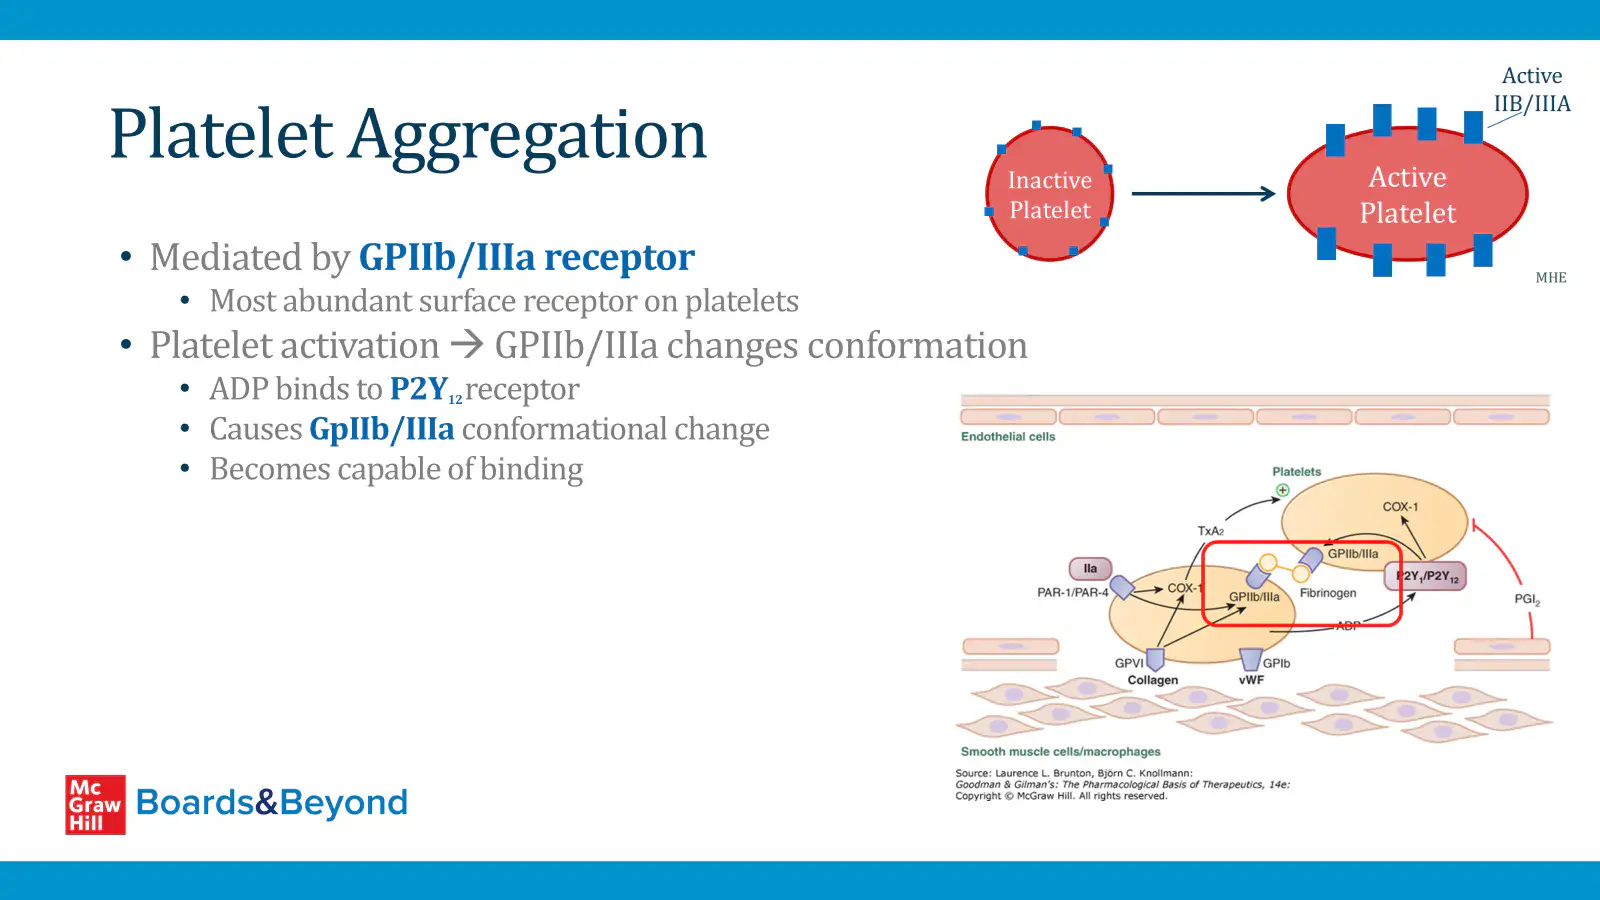 Platelet Aggregation
• Mediated by GPIIb/IIIa receptor
• Most abundant surface receptor on platelets
• Platelet activation → GPIIb/IIIa changes conformation
• ADP binds to P2Y₁₂ receptor
• Causes GpIIb/IIIa conformational change
• Becomes capable of binding
Active
IIB/IIIA
Inactive
Platelet
Active
Platelet
MHE
Endothelial cells
Platelets
COX-1
TxA₂
GPIIb/IIIa
IIa
P2Y₁/P2Y₁₂
PAR-1/PAR-4
COX-1
GPIIb/IIIa
Fibrinogen
PGI₂
ADP
GPVI
GPIb
Collagen
vWF
Smooth muscle cells/macrophages
Source: Laurence L. Brunton, Björn C. Knollmann:
Goodman & Gilman's: The Pharmacological Basis of Therapeutics, 14e:
Copyright © McGraw Hill. All rights reserved.
Mc
Graw
Hill
Boards&Beyond